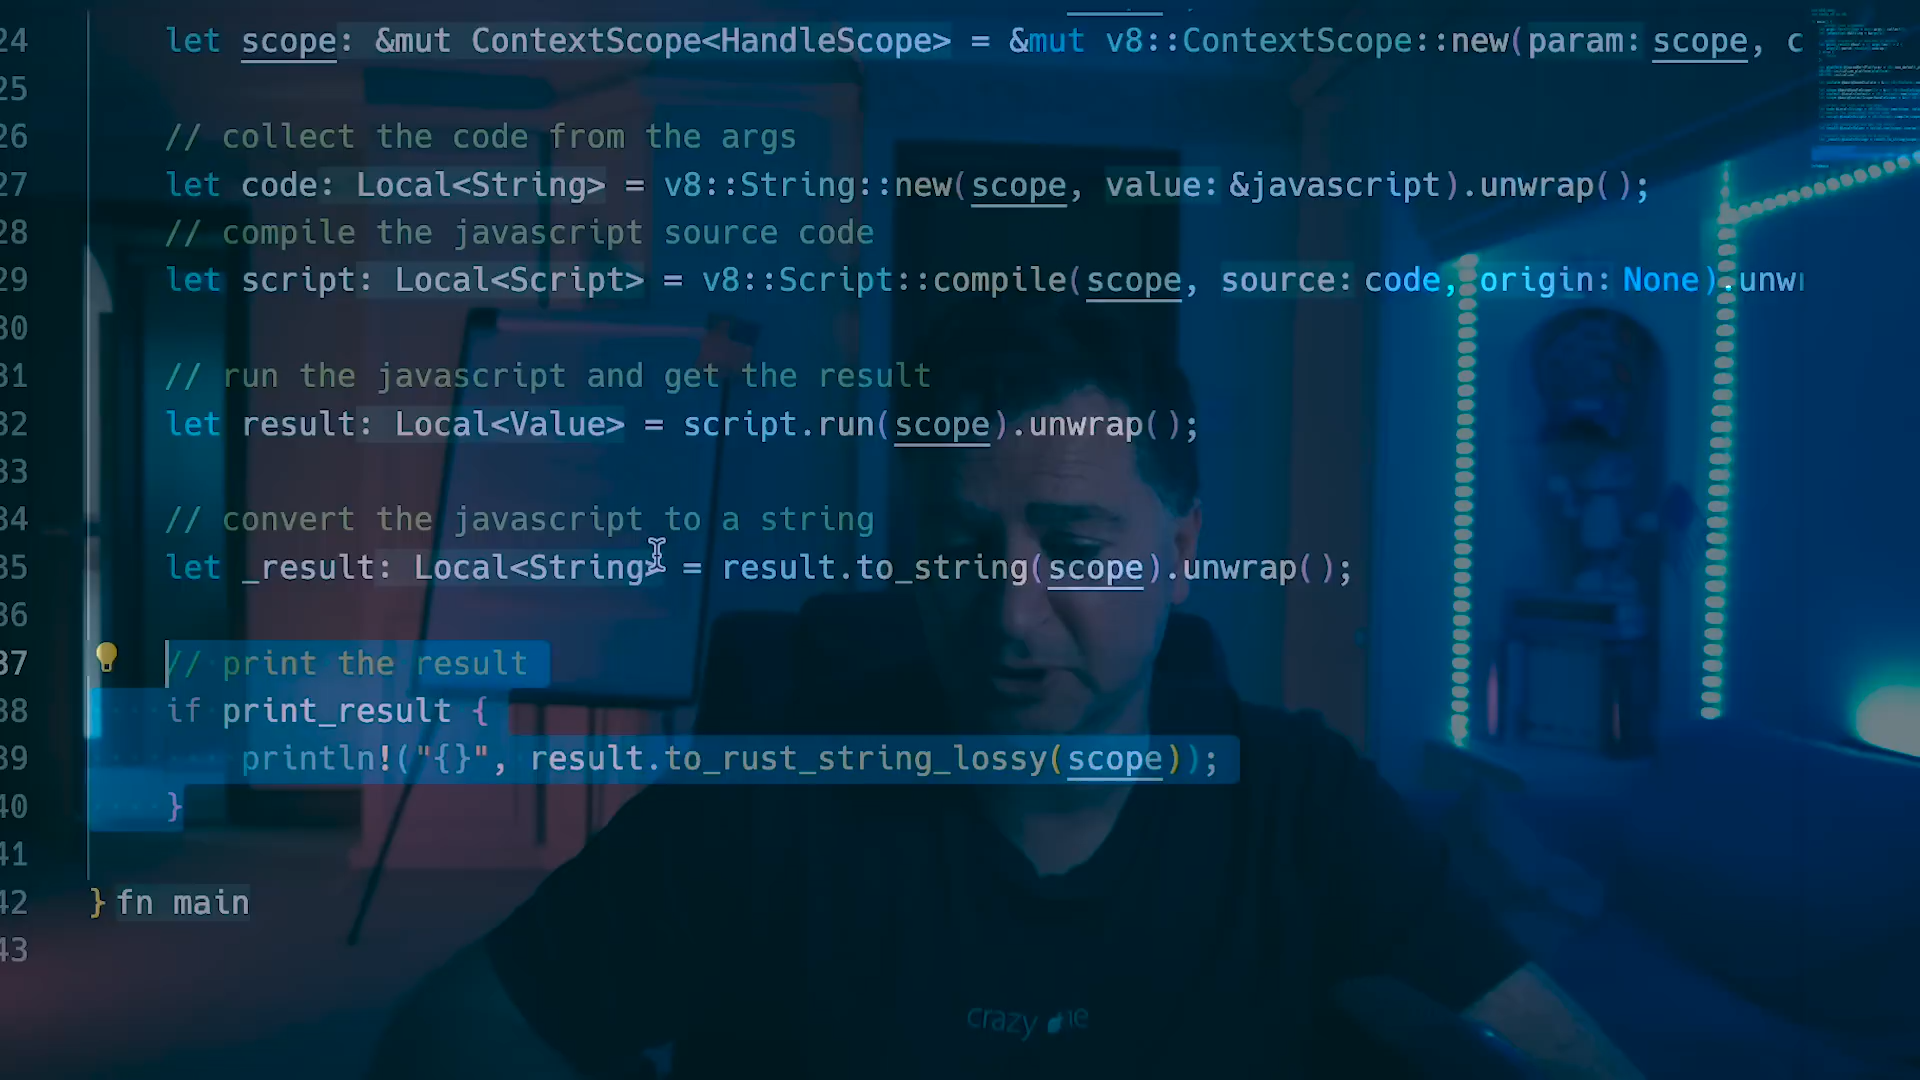 24 let scope: &mut ContextScope<HandleScope> = &mut v8::ContextScope::new(param: scope, c
25
26 // collect the code from the args
27 let code: Local<String> = v8::String::new(scope, value: &javascript).unwrap();
28 // compile the javascript source code
29 let script: Local<Script> = v8::Script::compile(scope, source: code, origin: None).unw
30
31 // run the javascript and get the result
32 let result: Local<Value> = script.run(scope).unwrap();
33
34 // convert the javascript to a string
35 let _result: Local<String> = result.to_string(scope).unwrap();
36
37 // print the result
38 if print_result {
39 println!("{}", result.to_rust_string_lossy(scope));
40 }
41
42 } fn main
43
crazy